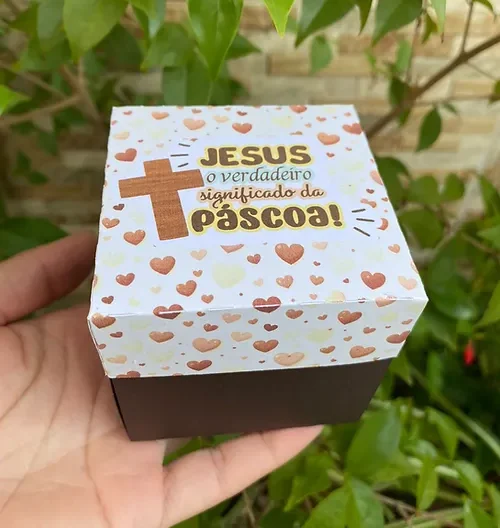 JESUS
o verdadeiro
significado da
PÁSCOA!